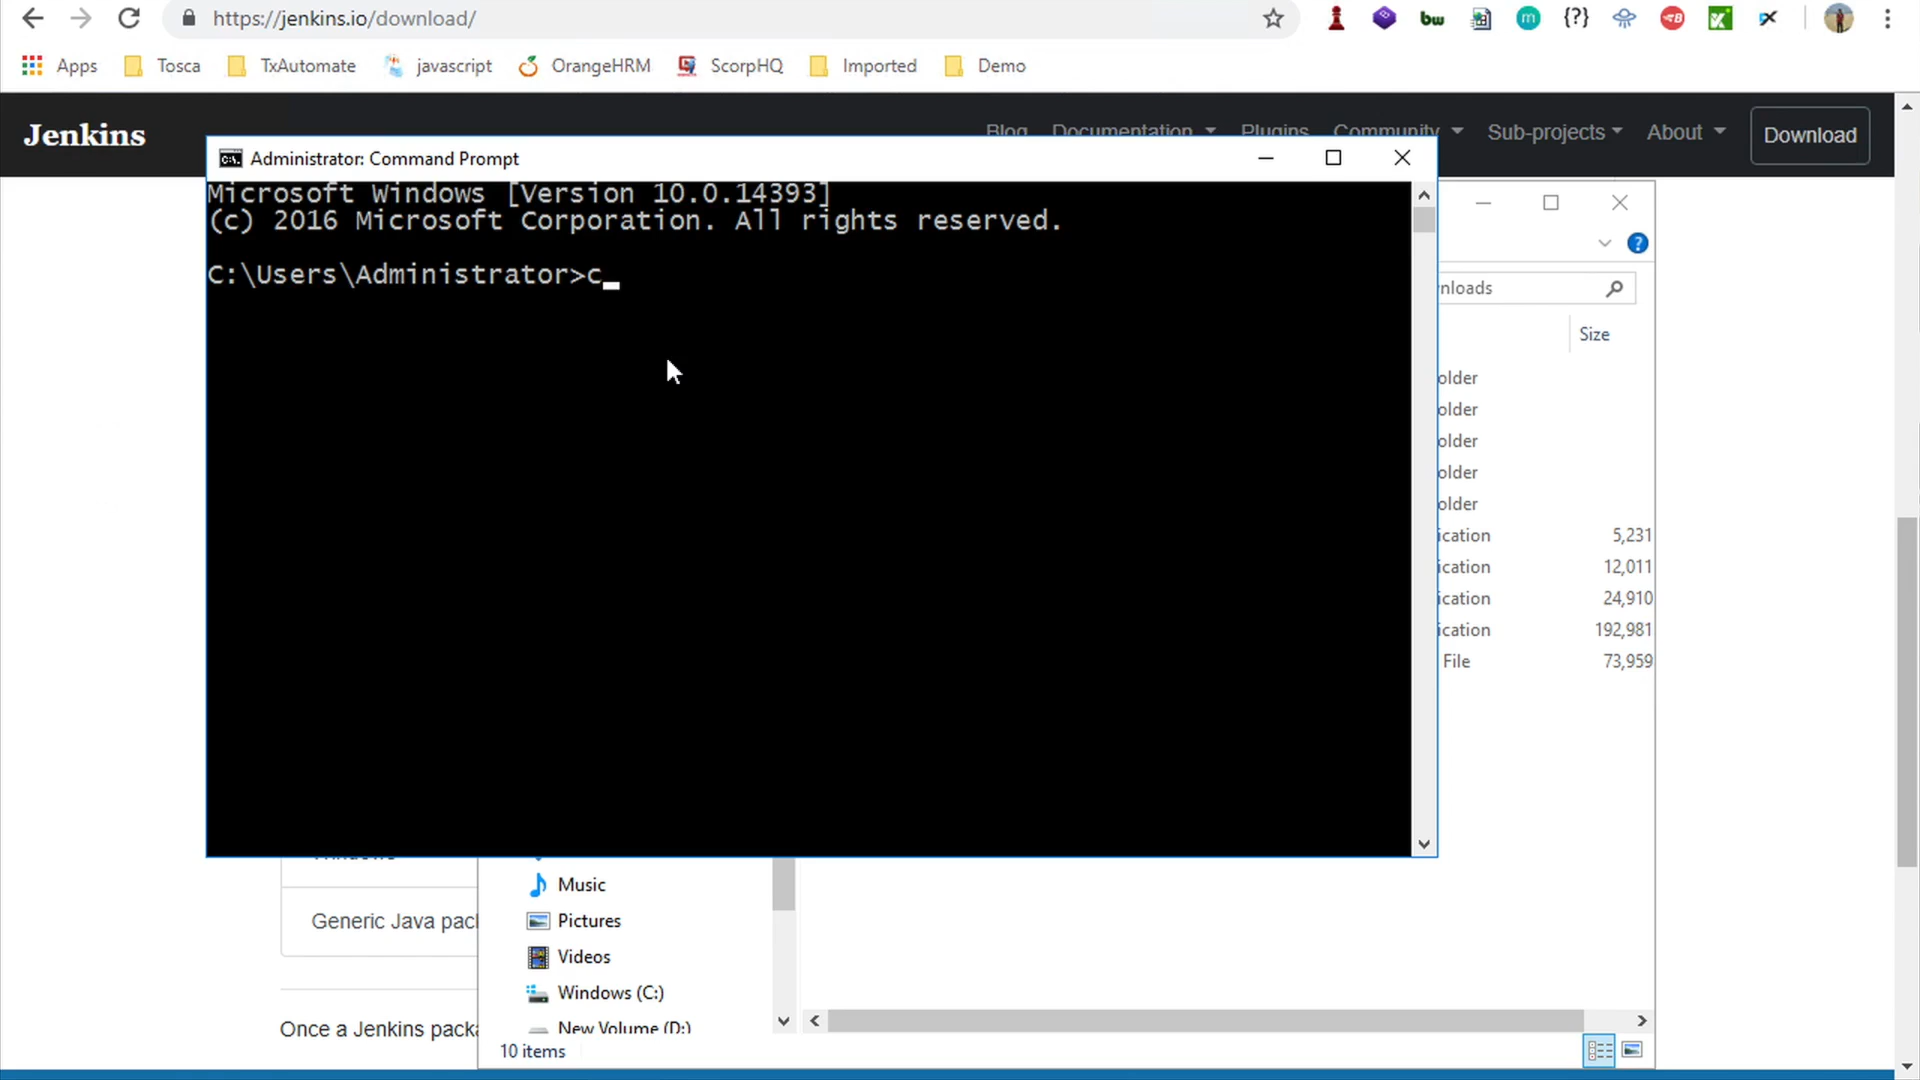 https://jenkins.io/download/
bw
m
{?}
Apps
Tosca
TxAutomate
javascript
OrangeHRM
ScorpHQ
Imported
Demo
Jenkins
Blog
Documentation
Plugins
Community
Sub-projects
About
Download
Administrator: Command Prompt
Microsoft Windows [Version 10.0.14393]
(c) 2016 Microsoft Corporation. All rights reserved.
C:\Users\Administrator>c
nloads
Size
older
older
older
older
older
ication 5,231
ication 12,011
ication 24,910
ication 192,981
File 73,959
Generic Java pack
Once a Jenkins packa
Music
Pictures
Videos
Windows (C:)
New Volume (D:)
10 items